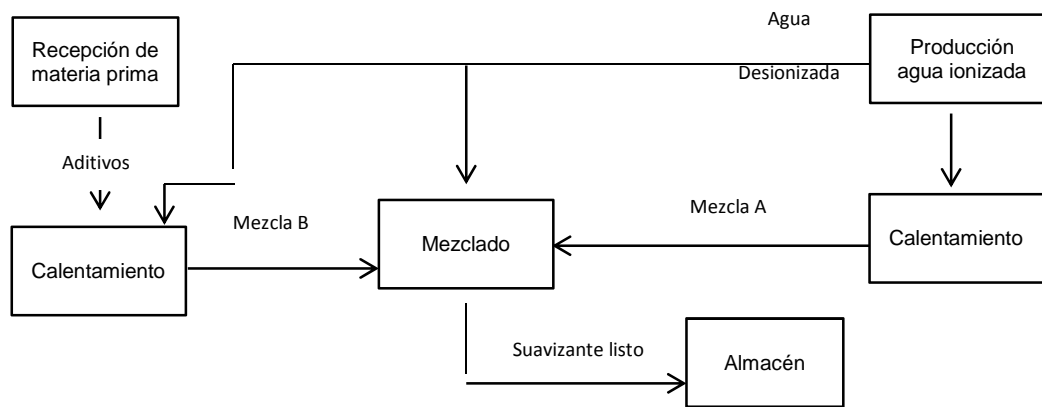 Agua
Desionizada
Recepción de
materia prima
Producción
agua ionizada
Aditivos
Mezcla B
Mezcla A
Calentamiento
Mezclado
Calentamiento
Suavizante listo
Almacén